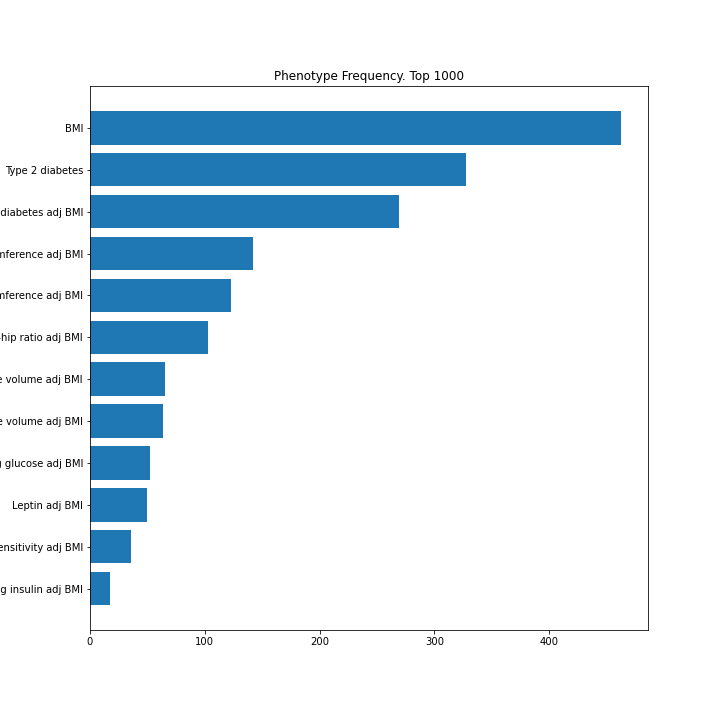 Phenotype Frequency. Top 1000
BMI
Type 2 diabetes
diabetes adj BMI
ference adj BMI
ference adj BMI
hip ratio adj BMI
volume adj BMI
volume adj BMI
glucose adj BMI
Leptin adj BMI
ensitivity adj BMI
g insulin adj BMI
0 100 200 300 400